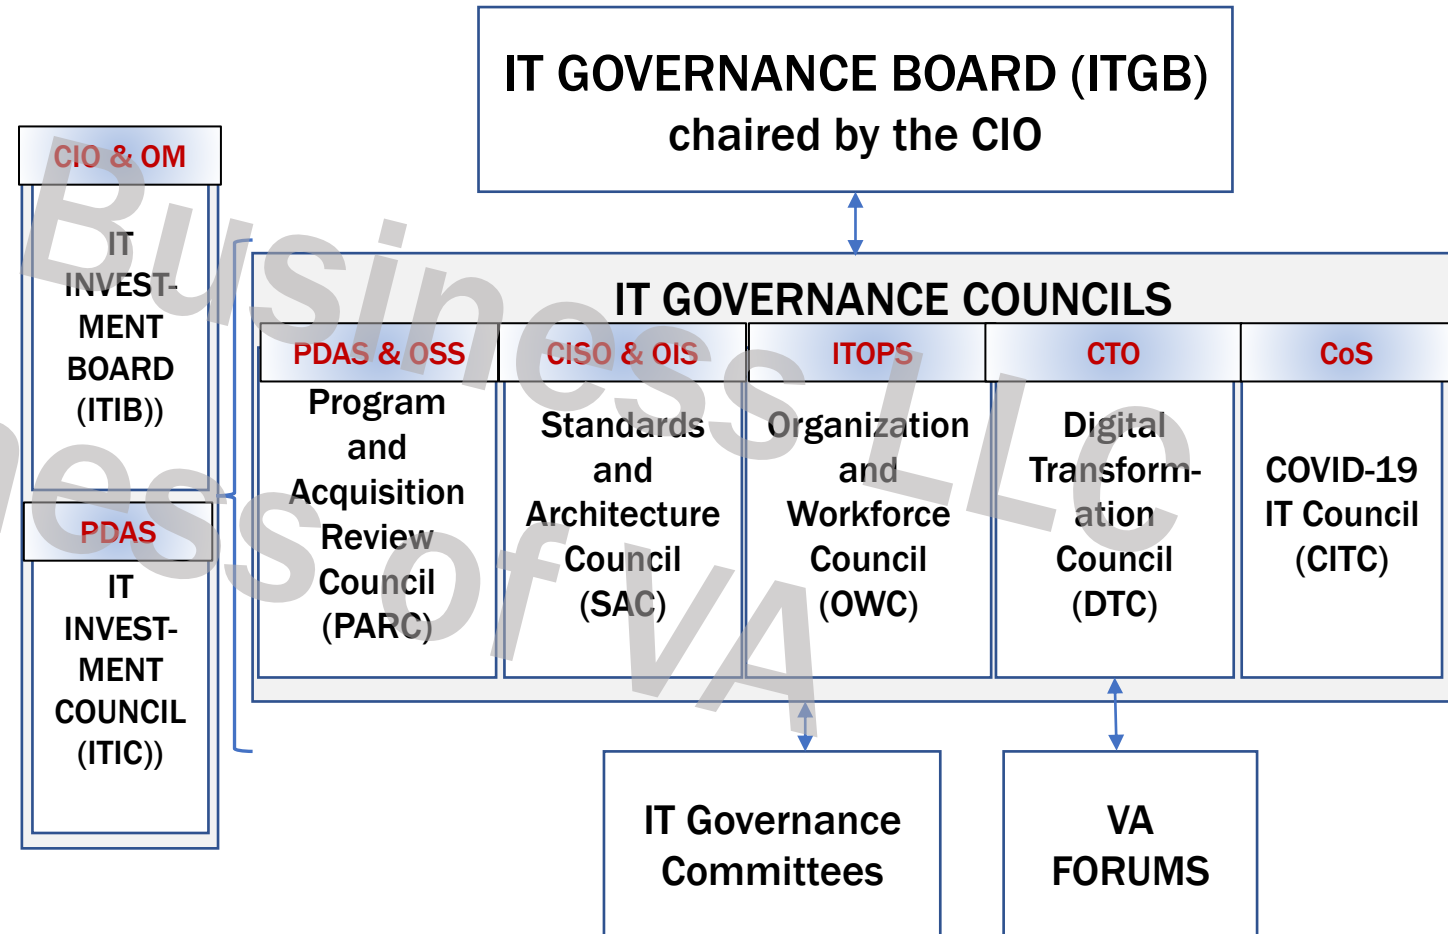 IT GOVERNANCE BOARD (ITGB)
chaired by the CIO
CIO & OM
IT
INVEST-
MENT
BOARD
(ITIB))
PDAS
IT
INVEST-
MENT
COUNCIL
(ITIC))
IT GOVERNANCE COUNCILS
PDAS & OSS
Program
and
Acquisition
Review
Council
(PARC)
CISO & OIS
Standards
and
Architecture
Council
(SAC)
ITOPS
Organization
and
Workforce
Council
(OWC)
CTO
Digital
Transform-
ation
Council
(DTC)
CoS
COVID-19
IT Council
(CITC)
IT Governance
Committees
VA
FORUMS
Business LLC
of VA